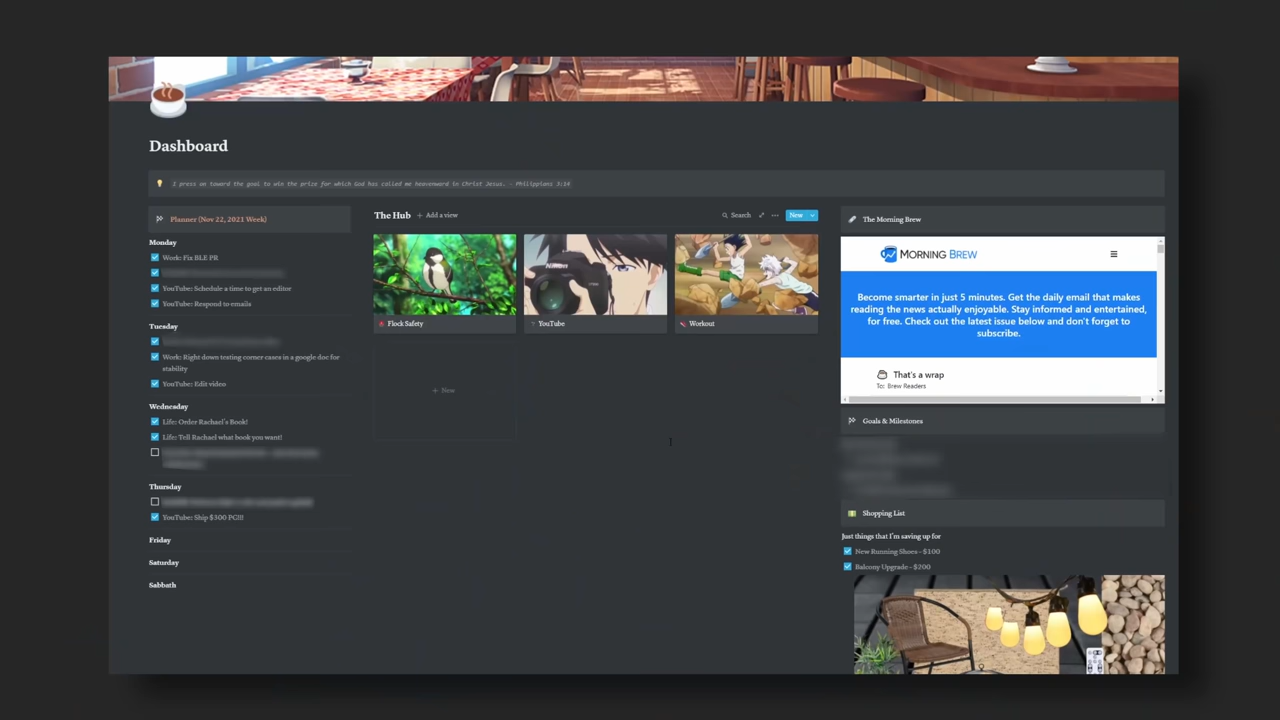 Dashboard
I press on toward the goal to win the prize for which God has called me heavenward in Christ Jesus. - Philippians 3:14
Planner (Nov 22, 2021 Week)
Monday
Work: Fix BLE PR
YouTube: Schedule a time to get an editor
YouTube: Respond to emails
Tuesday
Work: Right down testing corner cases in a google doc for
stability
YouTube: Edit video
Wednesday
Life: Order Rachael's Book!
Life: Tell Rachael what book you want!
Thursday
YouTube: Ship $300 PC!!!
Friday
Saturday
Sabbath
The Hub
Add a view
Search
New
Nikon
Flock Safety
YouTube
Workout
New
The Morning Brew
MORNING BREW
Become smarter in just 5 minutes. Get the daily email that makes
reading the news actually enjoyable. Stay informed and entertained,
for free. Check out the latest issue below and don't forget to
subscribe.
That's a wrap
To: Brew Readers
Goals & Milestones
Shopping List
Just things that I'm saving up for
New Running Shoes - $100
Balcony Upgrade - $200